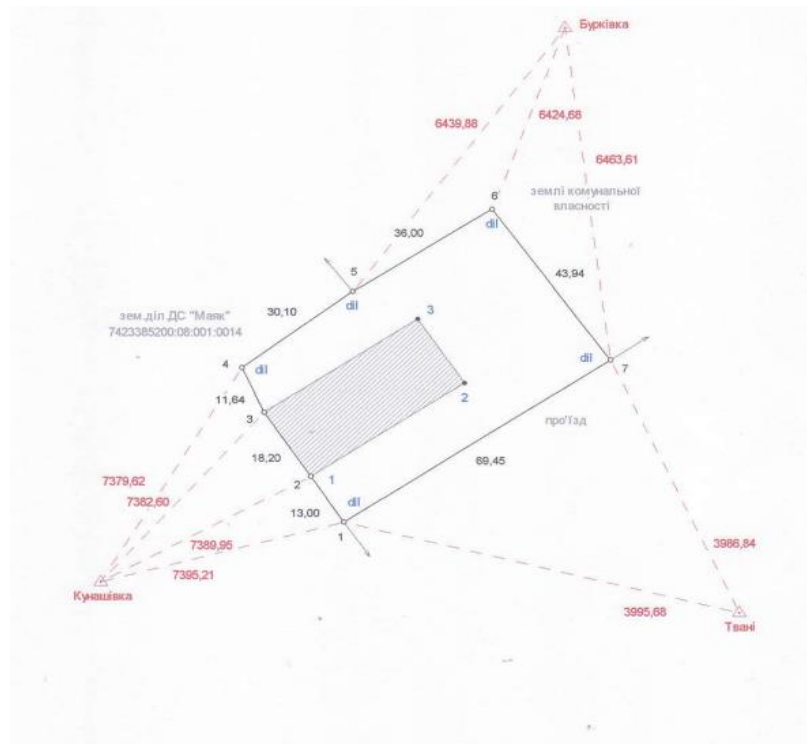 Бурківка
6439,88
6424,68
6463,61
землі комунальної
власності
6
dil
36,00
5
43,94
dil
30,10
зем.діл.ДС "Маяк"
7423385200:08:001:0014
3
4
dil
dil
7
11,64
2
3
про'їзд
7379,62
18,20
69,45
7382,60
2
1
dil
13,00
1
7389,95
7395,21
3986,84
Кунашівка
3995,68
Твані